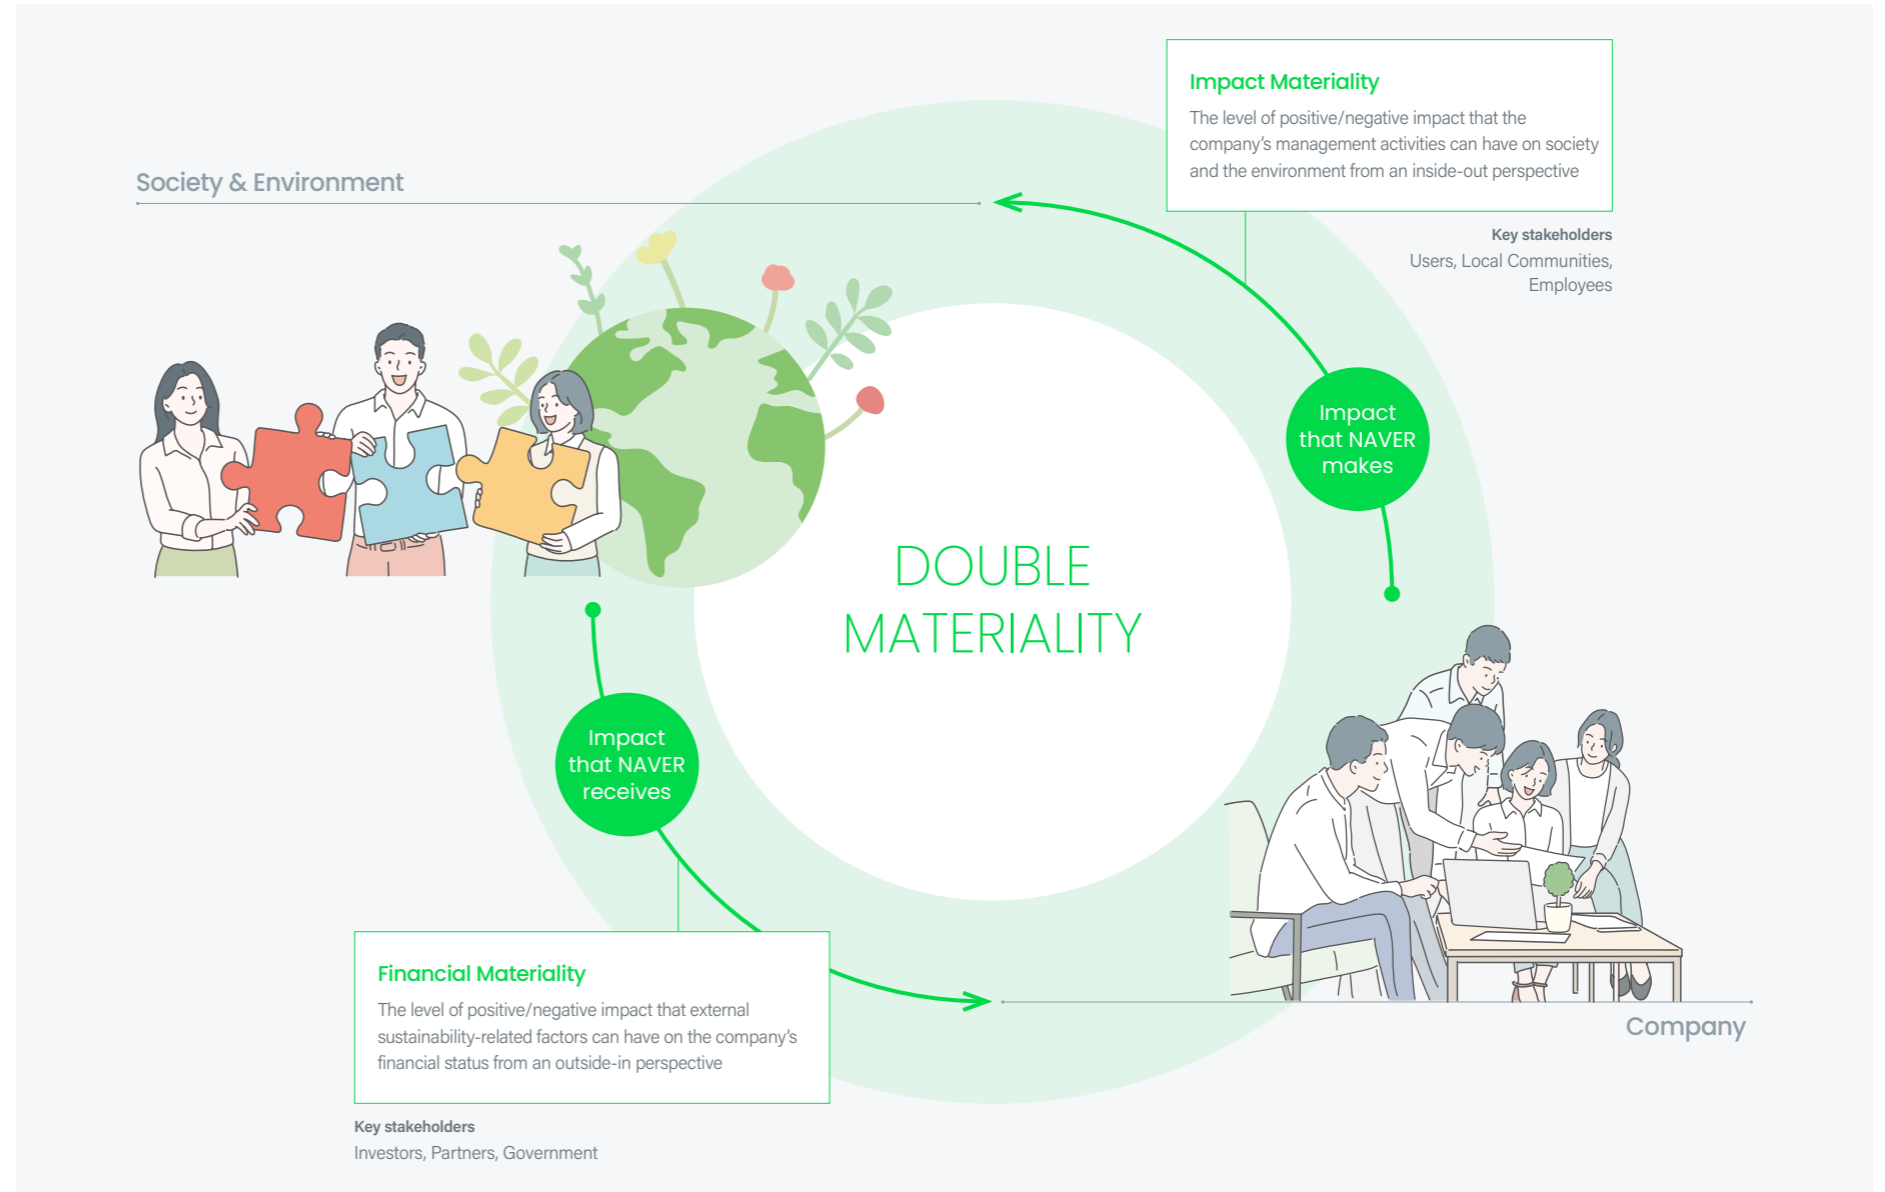 Impact Materiality
The level of positive/negative impact that the
company's management activities can have on society
and the environment from an inside-out perspective
Key stakeholders
Users, Local Communities,
Employees
Society & Environment
Impact
that NAVER
makes
DOUBLE
MATERIALITY
Impact
that NAVER
receives
Financial Materiality
The level of positive/negative impact that external
sustainability-related factors can have on the company's
financial status from an outside-in perspective
Key stakeholders
Investors, Partners, Government
Company